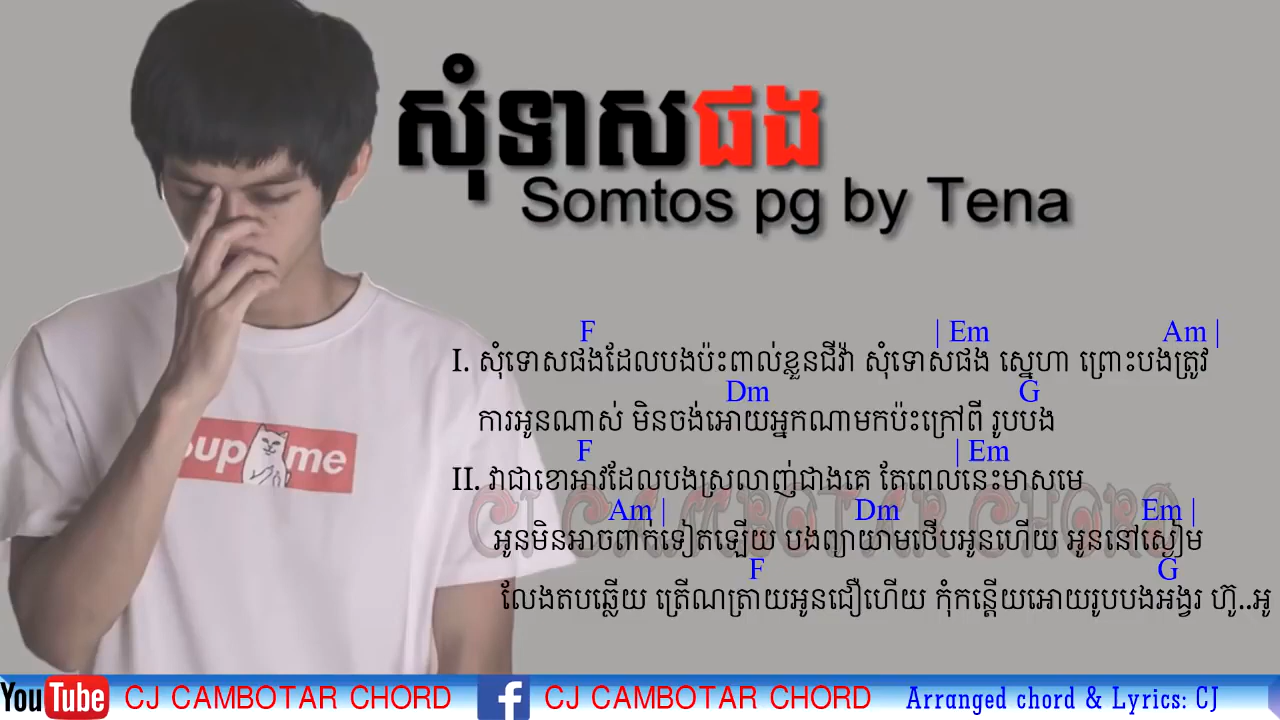 សុំទោសផង
Somtos pg by Tena
F | Em Am |
I. សុំទោសផងដែលបងប៉ះពាល់ខ្លួនជីវ៉ា សុំទោសផង ស្នេហា ព្រោះបងត្រូវ
Dm G
ការអូនណាស់ មិនចង់អោយអ្នកណាមកប៉ះក្រៅពី រូបបង
F | Em
II. វាជាខោអាវដែលបងស្រលាញ់ជាងគេ តែពេលនេះមាសមេ
Am | Dm Em |
អូនមិនអាចពាក់ទៀតឡើយ បងព្យាយាមថើបអូនហើយ អូននៅស្ងៀម
F G
លែងតបឆ្លើយ ត្រើណត្រាយអូនជឿហើយ កុំកន្តើយអោយរូបបងអង្វរ ហ៊ូ..អូ
CJ CAMBOTAR CHORD
Sup me
YouTube CJ CAMBOTAR CHORD f CJ CAMBOTAR CHORD Arranged chord & Lyrics: CJ